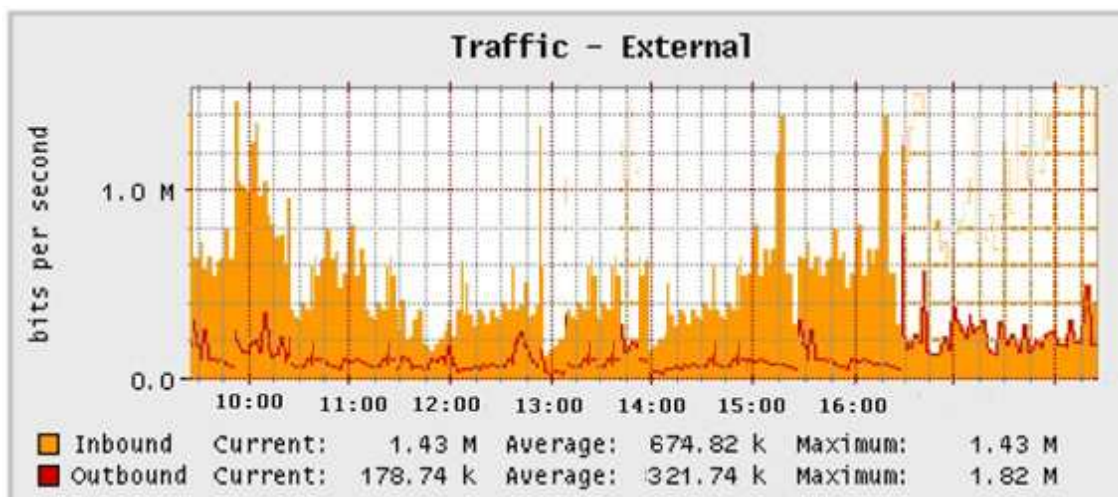 Traffic - External
bits per second
1.0 M
0.0
10:00 11:00 12:00 13:00 14:00 15:00 16:00
Inbound Current: 1.43 M Average: 674.82 k Maximum: 1.43 M
Outbound Current: 178.74 k Average: 321.74 k Maximum: 1.82 M